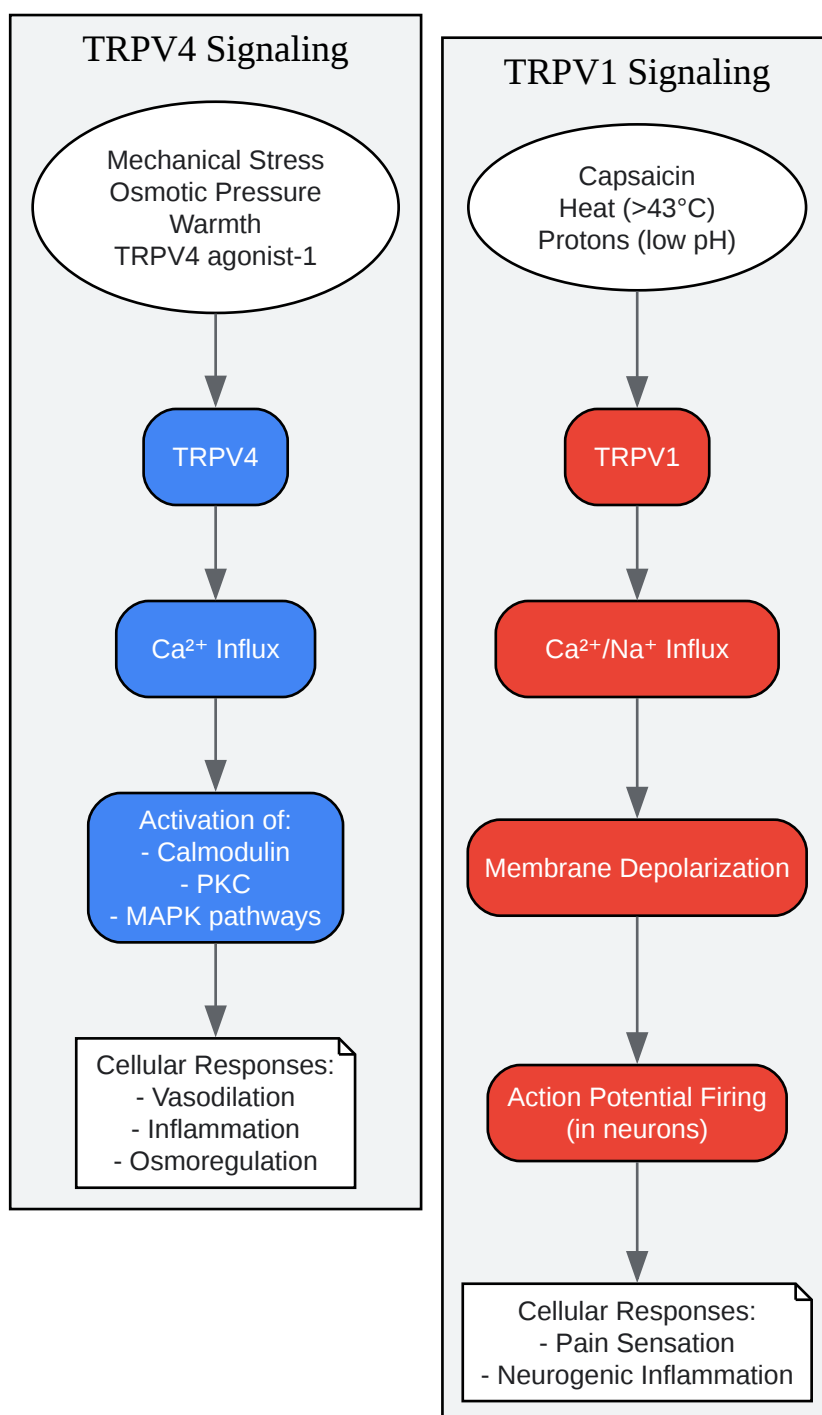 TRPV4 Signaling
Mechanical Stress
Osmotic Pressure
Warmth
TRPV4 agonist-1
TRPV4
Ca²⁺ Influx
Activation of:
- Calmodulin
- PKC
- MAPK pathways
Cellular Responses:
- Vasodilation
- Inflammation
- Osmoregulation
TRPV1 Signaling
Capsaicin
Heat (>43°C)
Protons (low pH)
TRPV1
Ca²⁺/Na⁺ Influx
Membrane Depolarization
Action Potential Firing
(in neurons)
Cellular Responses:
- Pain Sensation
- Neurogenic Inflammation